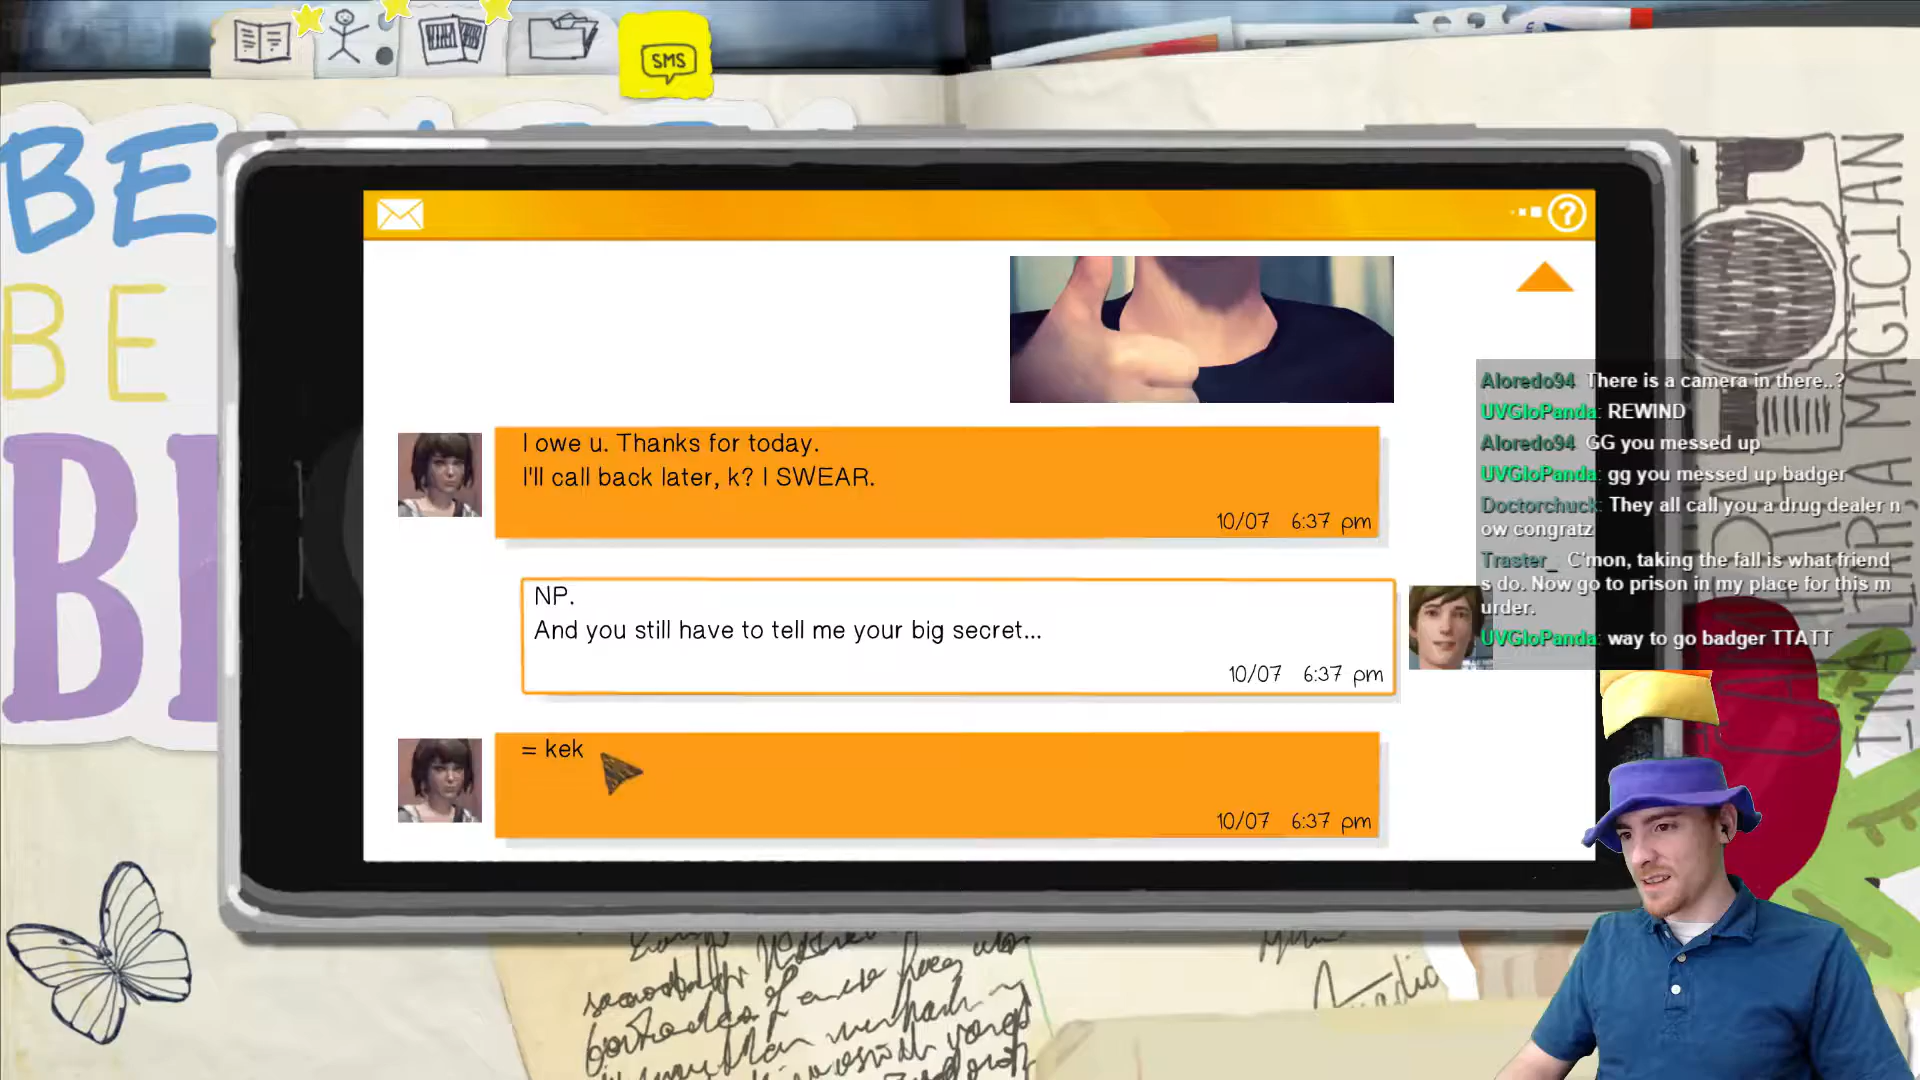 SMS
BE
BE
?
I owe u. Thanks for today.
I'll call back later, k? I SWEAR.
10/07 6:37 pm
NP.
And you still have to tell me your big secret...
10/07 6:37 pm
= kek
10/07 6:37 pm
Aloredo94: There is a camera in there..?
UVGloPanda: REWIND
Aloredo94: GG you messed up
UVGloPanda: gg you messed up badger
Doctorchuck: They all call you a drug dealer n
ow congratz
Traster_: C'mon, taking the fall is what friend
s do. Now go to prison in my place for this m
urder.
UVGloPanda: way to go badger TTATT
MAGICIAN